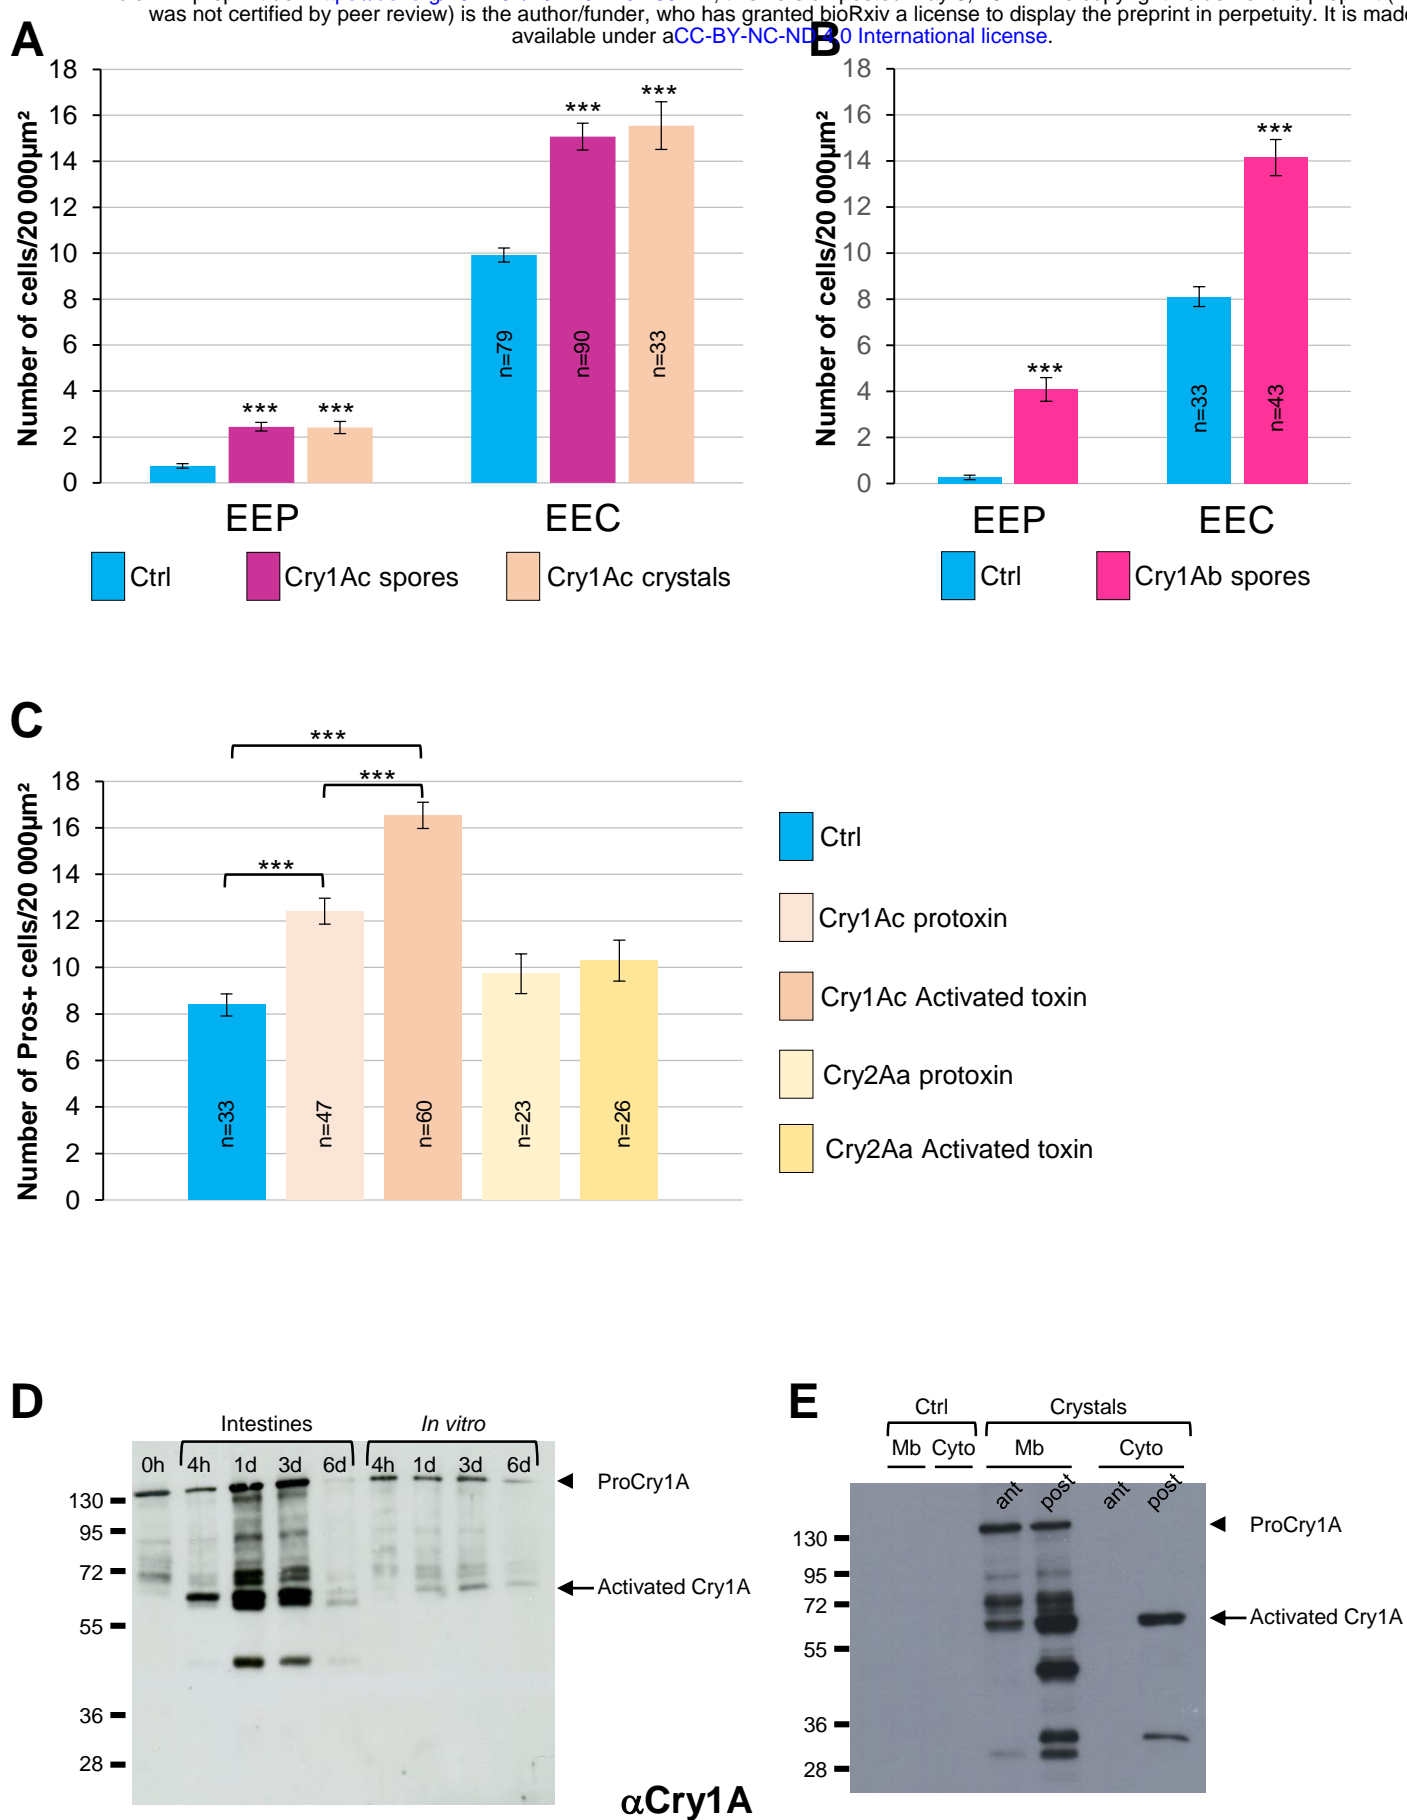 was not certified by peer review) is the author/funder, who has granted bioRxiv a license to display the preprint in perpetuity. It is made
available under aCC-BY-NC-ND 4.0 International license.
A
B
Number of cells/20 000µm²
18
16
14
12
10
8
6
4
2
0
***
***
***
***
n=79
n=90
n=33
EEP
EEC
Ctrl
Cry1Ac spores
Cry1Ac crystals
Number of cells/20 000µm²
18
16
14
12
10
8
6
4
2
0
***
***
n=33
n=43
EEP
EEC
Ctrl
Cry1Ab spores
C
Number of Pros+ cells/20 000µm²
18
16
14
12
10
8
6
4
2
0
***
***
***
n=33
n=47
n=60
n=23
n=26
Ctrl
Cry1Ac protoxin
Cry1Ac Activated toxin
Cry2Aa protoxin
Cry2Aa Activated toxin
D
Intestines
In vitro
0h 4h 1d 3d 6d 4h 1d 3d 6d
130
95
72
55
36
28
ProCry1A
Activated Cry1A
αCry1A
E
Ctrl
Crystals
Mb Cyto Mb Cyto
ant post ant post
130
95
72
55
36
28
ProCry1A
Activated Cry1A